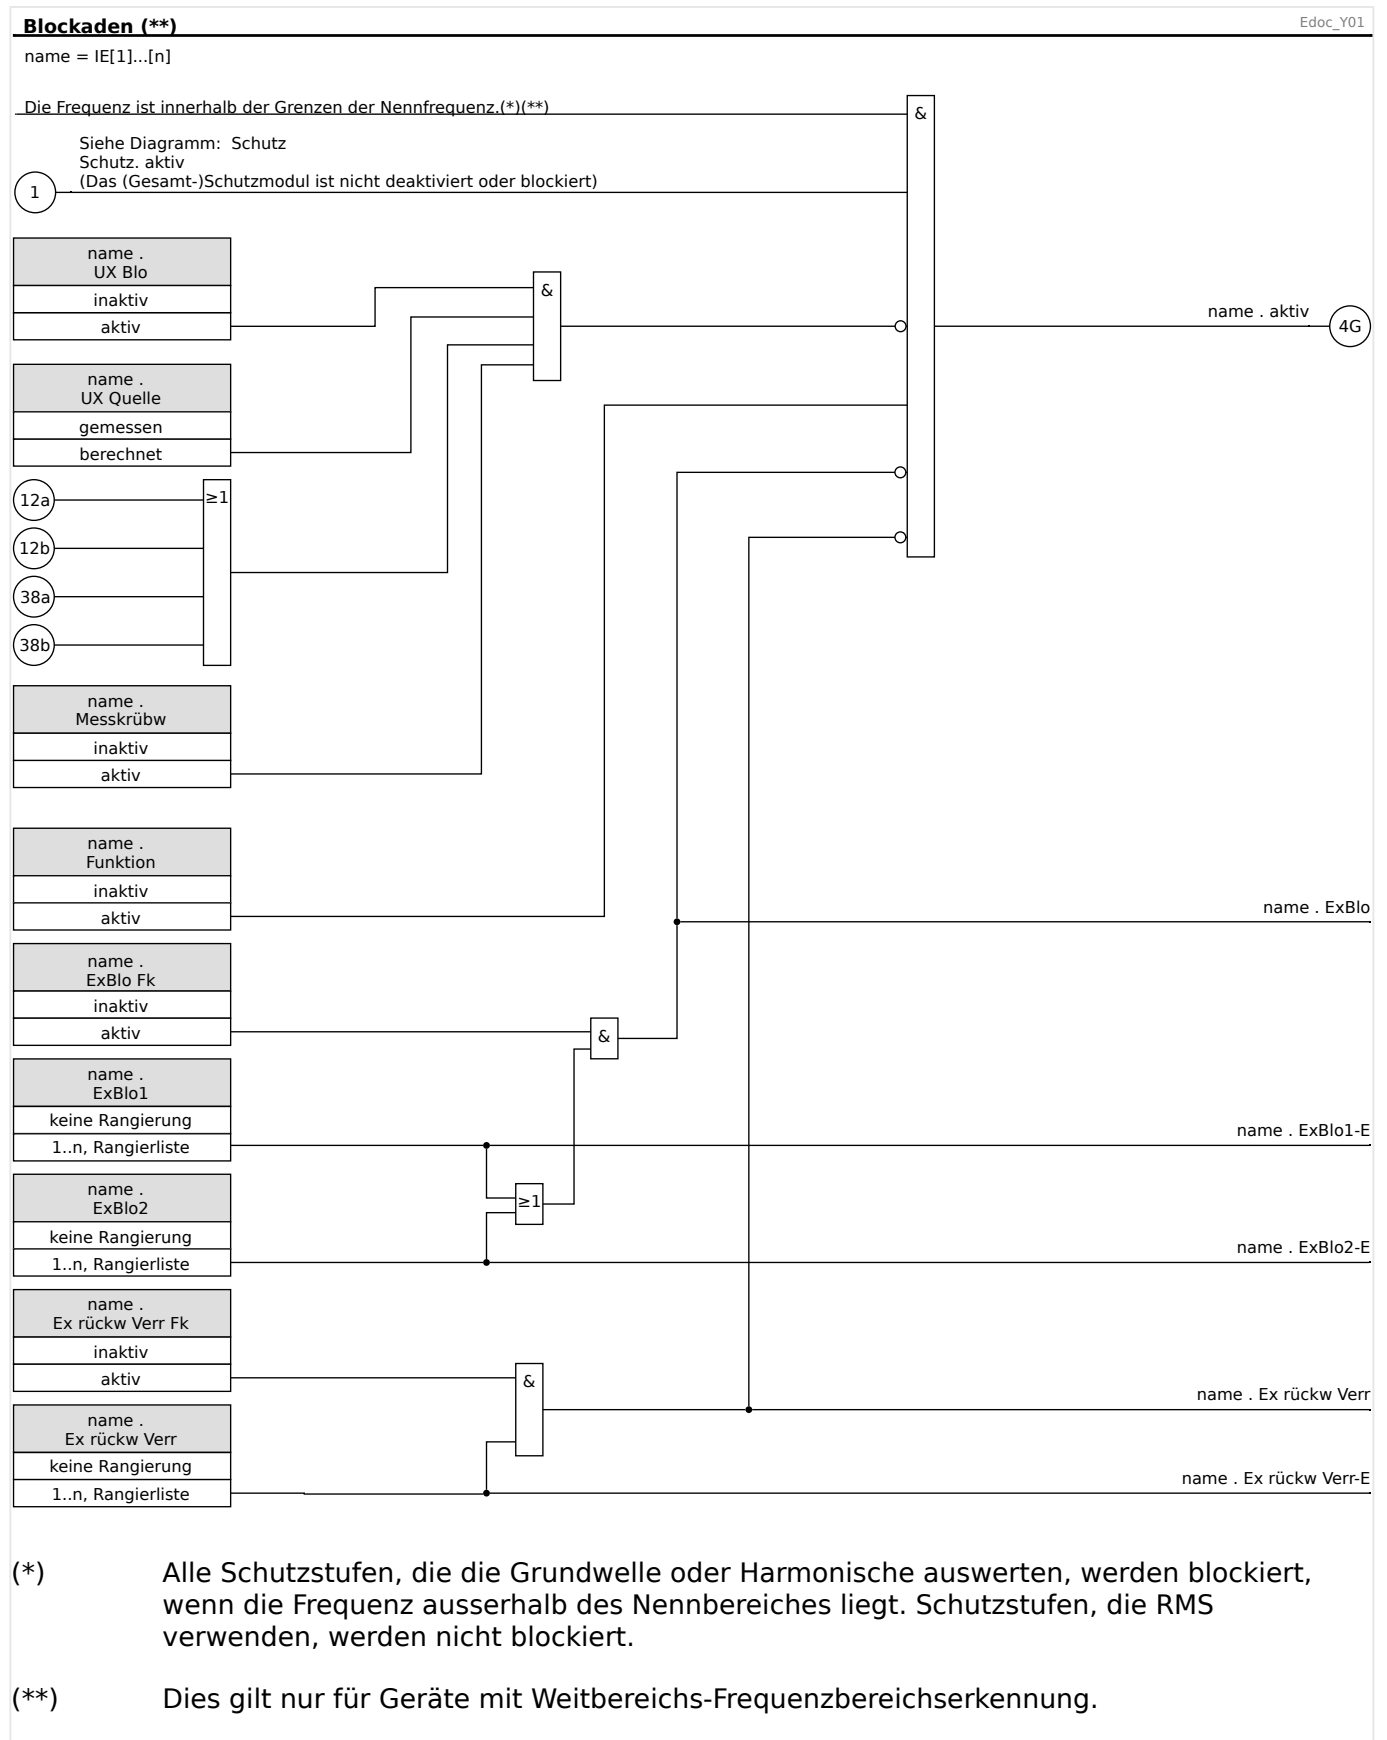 Blockaden (**)
Edoc_Y01
name = IE[1]...[n]
Die Frequenz ist innerhalb der Grenzen der Nennfrequenz.(*)(**)
&
Siehe Diagramm:  Schutz
Schutz. aktiv
(Das (Gesamt-)Schutzmodul ist nicht deaktiviert oder blockiert)
1
name .
UX Blo
inaktiv
aktiv
&
name . aktiv
4G
name .
UX Quelle
gemessen
berechnet
12a
≥1
12b
38a
38b
name .
Messkrübw
inaktiv
aktiv
name .
Funktion
inaktiv
aktiv
name . ExBlo
name .
ExBlo Fk
inaktiv
aktiv
&
name .
ExBlo1
keine Rangierung
1..n, Rangierliste
name . ExBlo1-E
name .
ExBlo2
≥1
keine Rangierung
1..n, Rangierliste
name . ExBlo2-E
name .
Ex rückw Verr Fk
inaktiv
aktiv
&
name . Ex rückw Verr
name .
Ex rückw Verr
keine Rangierung
1..n, Rangierliste
name . Ex rückw Verr-E
(*) Alle Schutzstufen, die die Grundwelle oder Harmonische auswerten, werden blockiert,
wenn die Frequenz ausserhalb des Nennbereiches liegt. Schutzstufen, die RMS
verwenden, werden nicht blockiert.
(**) Dies gilt nur für Geräte mit Weitbereichs-Frequenzbereichserkennung.